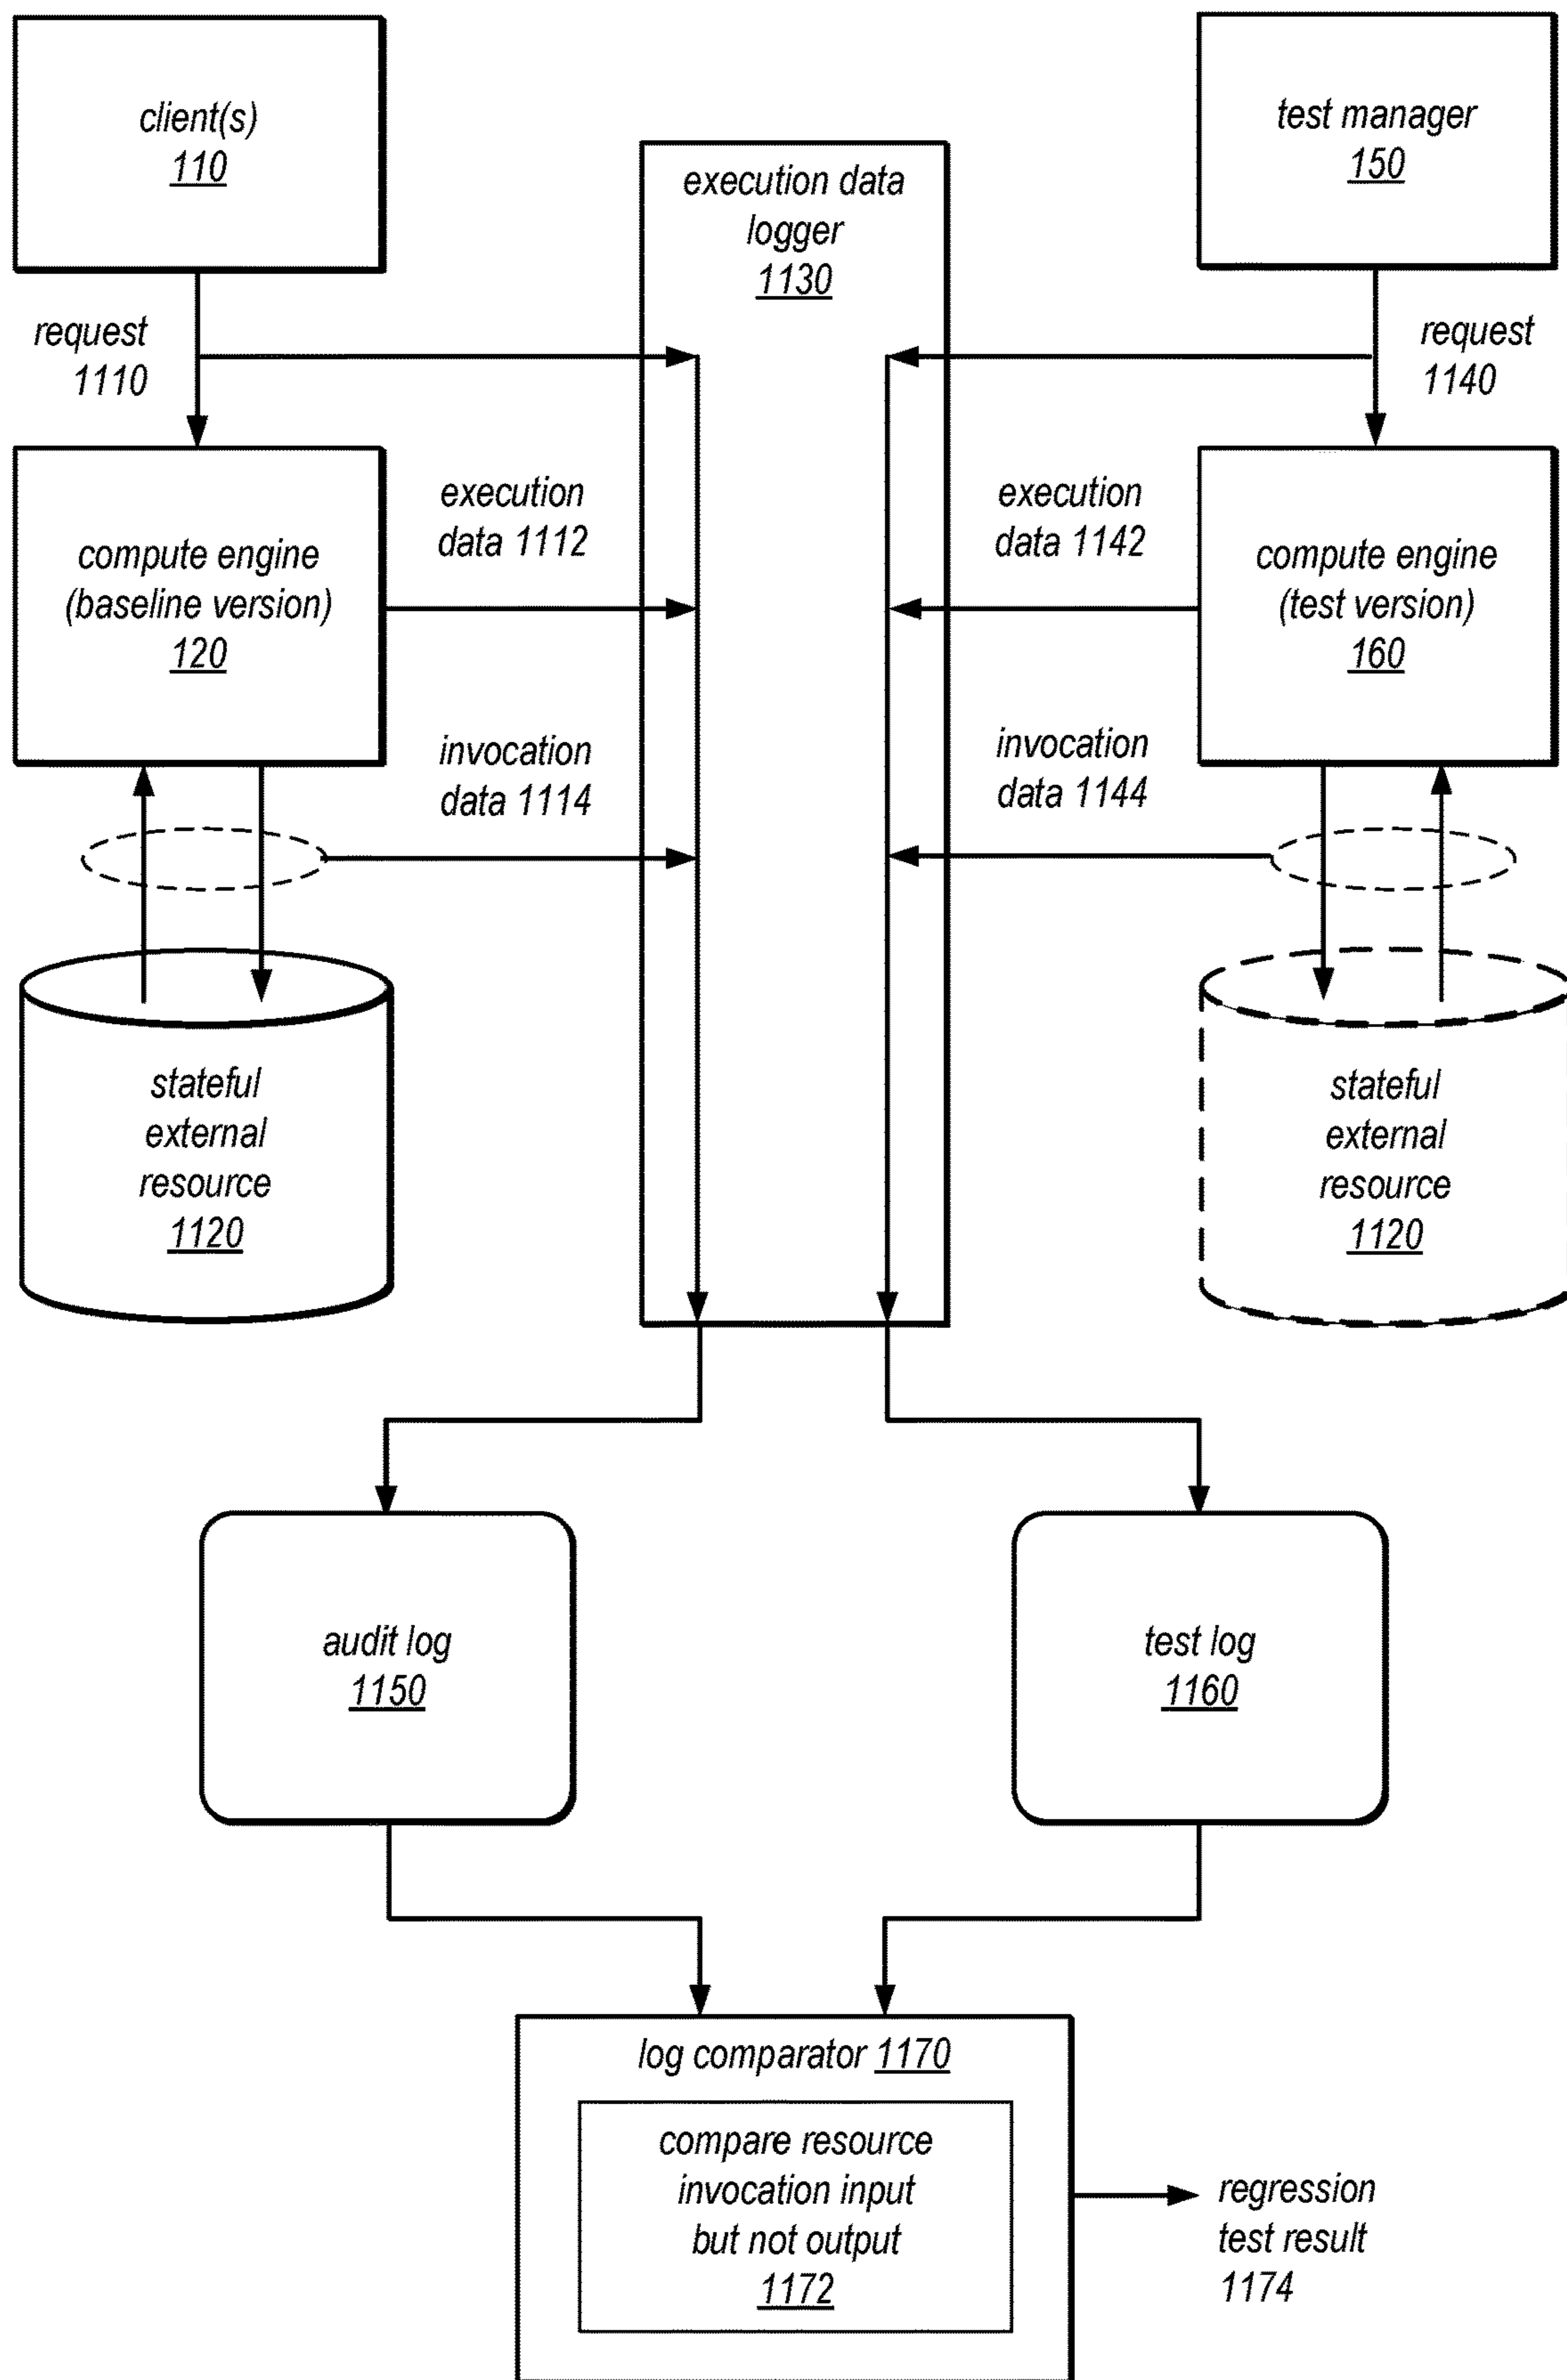 client(s)
110
test manager
150
execution data
logger
1130
request
1110
request
1140
compute engine
(baseline version)
120
execution
data 1112
execution
data 1142
compute engine
(test version)
160
invocation
data 1114
invocation
data 1144
stateful
external
resource
1120
stateful
external
resource
1120
audit log
1150
test log
1160
log comparator 1170
compare resource
invocation input
but not output
1172
regression
test result
1174